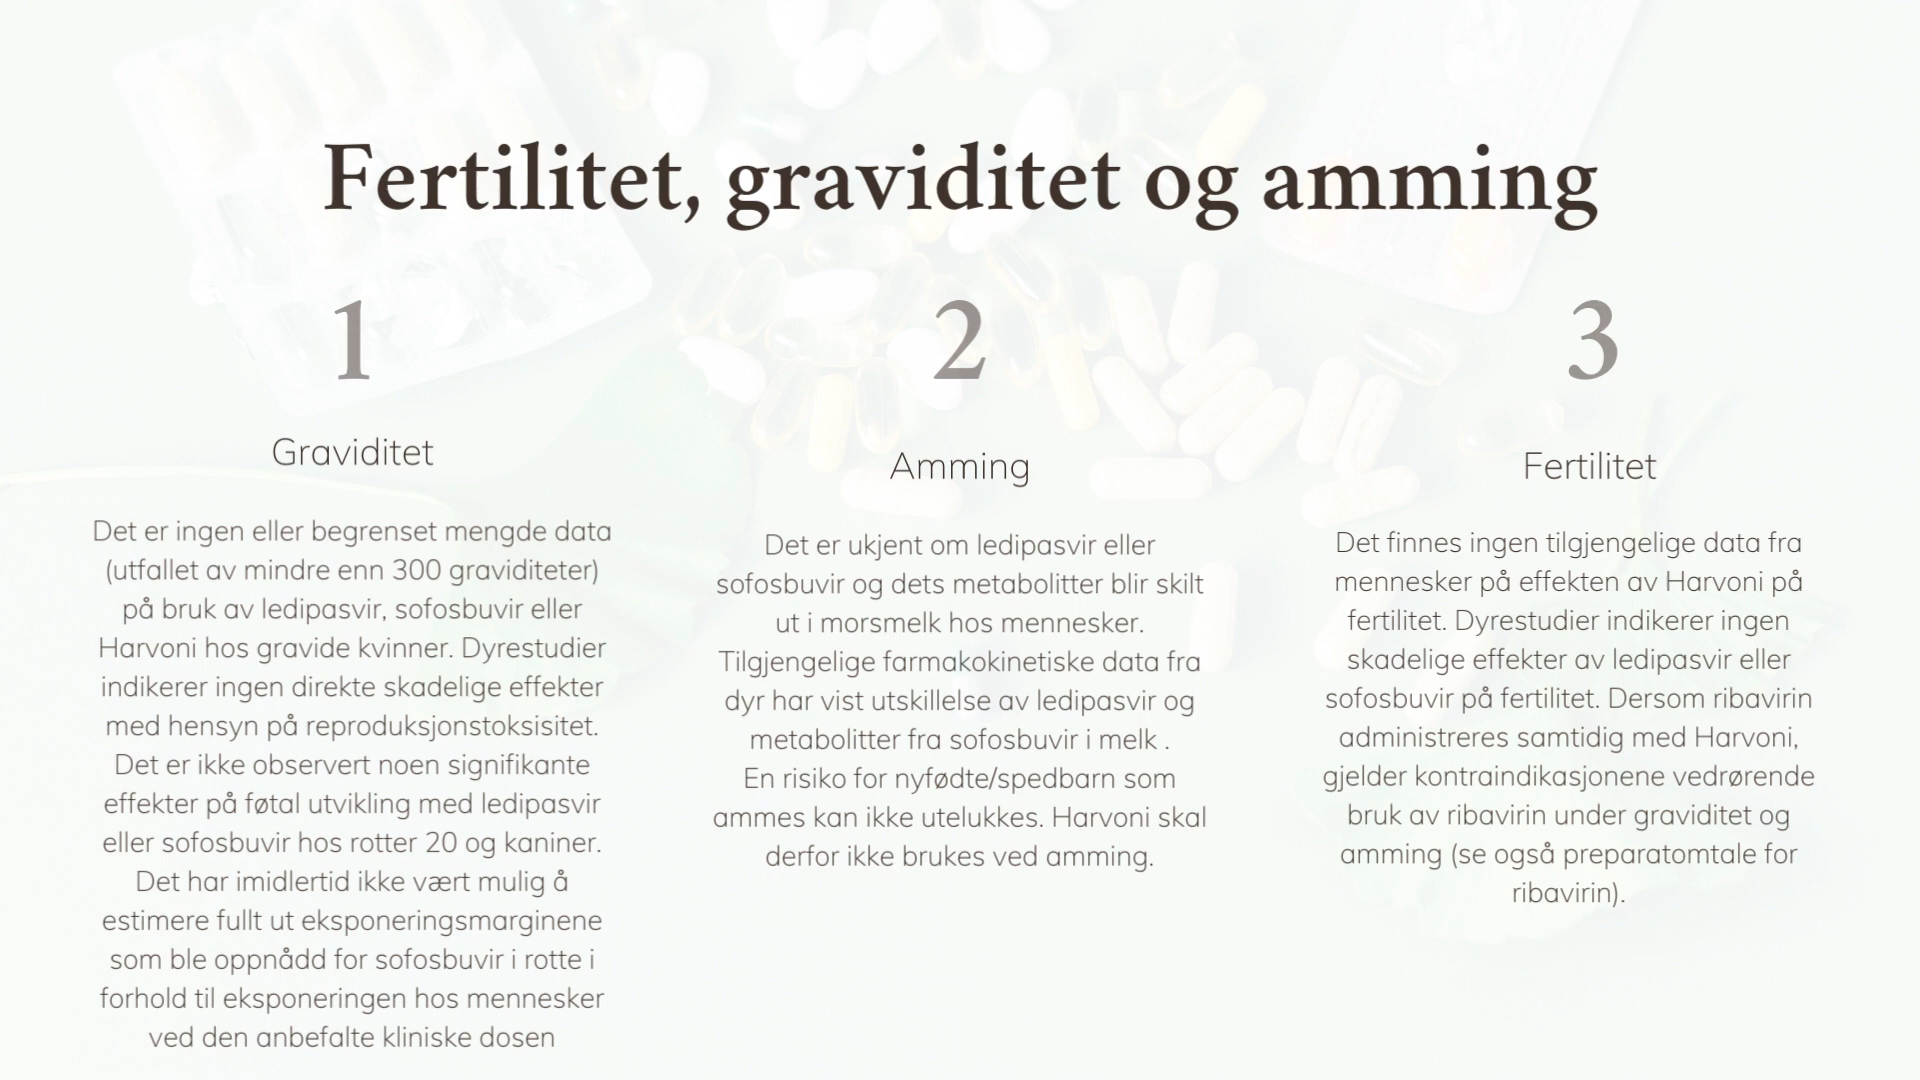 Fertilitet, graviditet og amming
1
Graviditet
Det er ingen eller begrenset mengde data
(utfallet av mindre enn 300 graviditeter)
på bruk av ledipasvir, sofosbuvir eller
Harvoni hos gravide kvinner. Dyrestudier
indikerer ingen direkte skadelige effekter
med hensyn på reproduksjonstoksisitet.
Det er ikke observert noen signifikante
effekter på føtal utvikling med ledipasvir
eller sofosbuvir hos rotter 20 og kaniner.
Det har imidlertid ikke vært mulig å
estimere fullt ut eksponeringsmarginene
som ble oppnådd for sofosbuvir i rotte i
forhold til eksponeringen hos mennesker
ved den anbefalte kliniske dosen
2
Amming
Det er ukjent om ledipasvir eller
sofosbuvir og dets metabolitter blir skilt
ut i morsmelk hos mennesker.
Tilgjengelige farmakokinetiske data fra
dyr har vist utskillelse av ledipasvir og
metabolitter fra sofosbuvir i melk .
En risiko for nyfødte/spedbarn som
ammes kan ikke utelukkes. Harvoni skal
derfor ikke brukes ved amming.
3
Fertilitet
Det finnes ingen tilgjengelige data fra
mennesker på effekten av Harvoni på
fertilitet. Dyrestudier indikerer ingen
skadelige effekter av ledipasvir eller
sofosbuvir på fertilitet. Dersom ribavirin
administreres samtidig med Harvoni,
gjelder kontraindikasjonene vedrørende
bruk av ribavirin under graviditet og
amming (se også preparatomtale for
ribavirin).